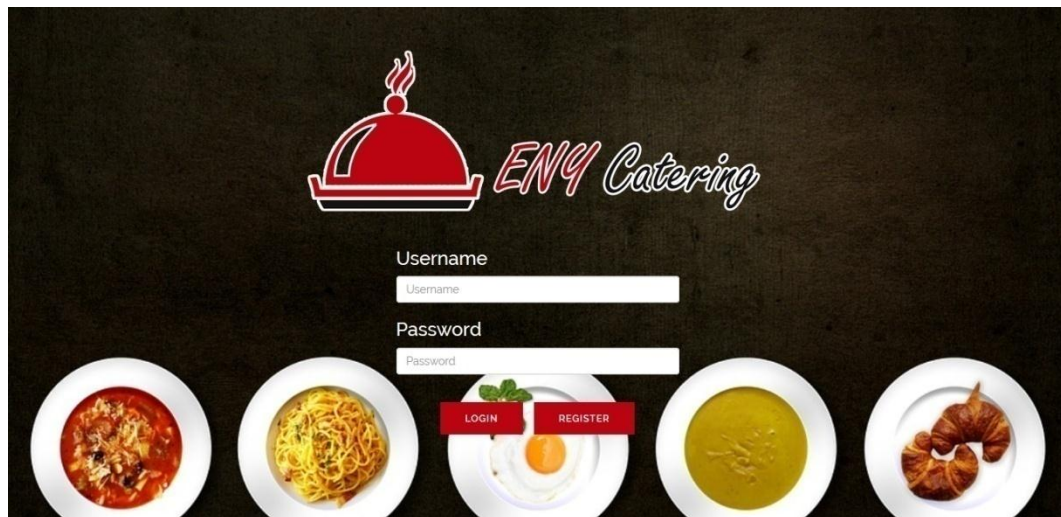 ENY Catering
Username
Username
Password
Password
LOGIN
REGISTER